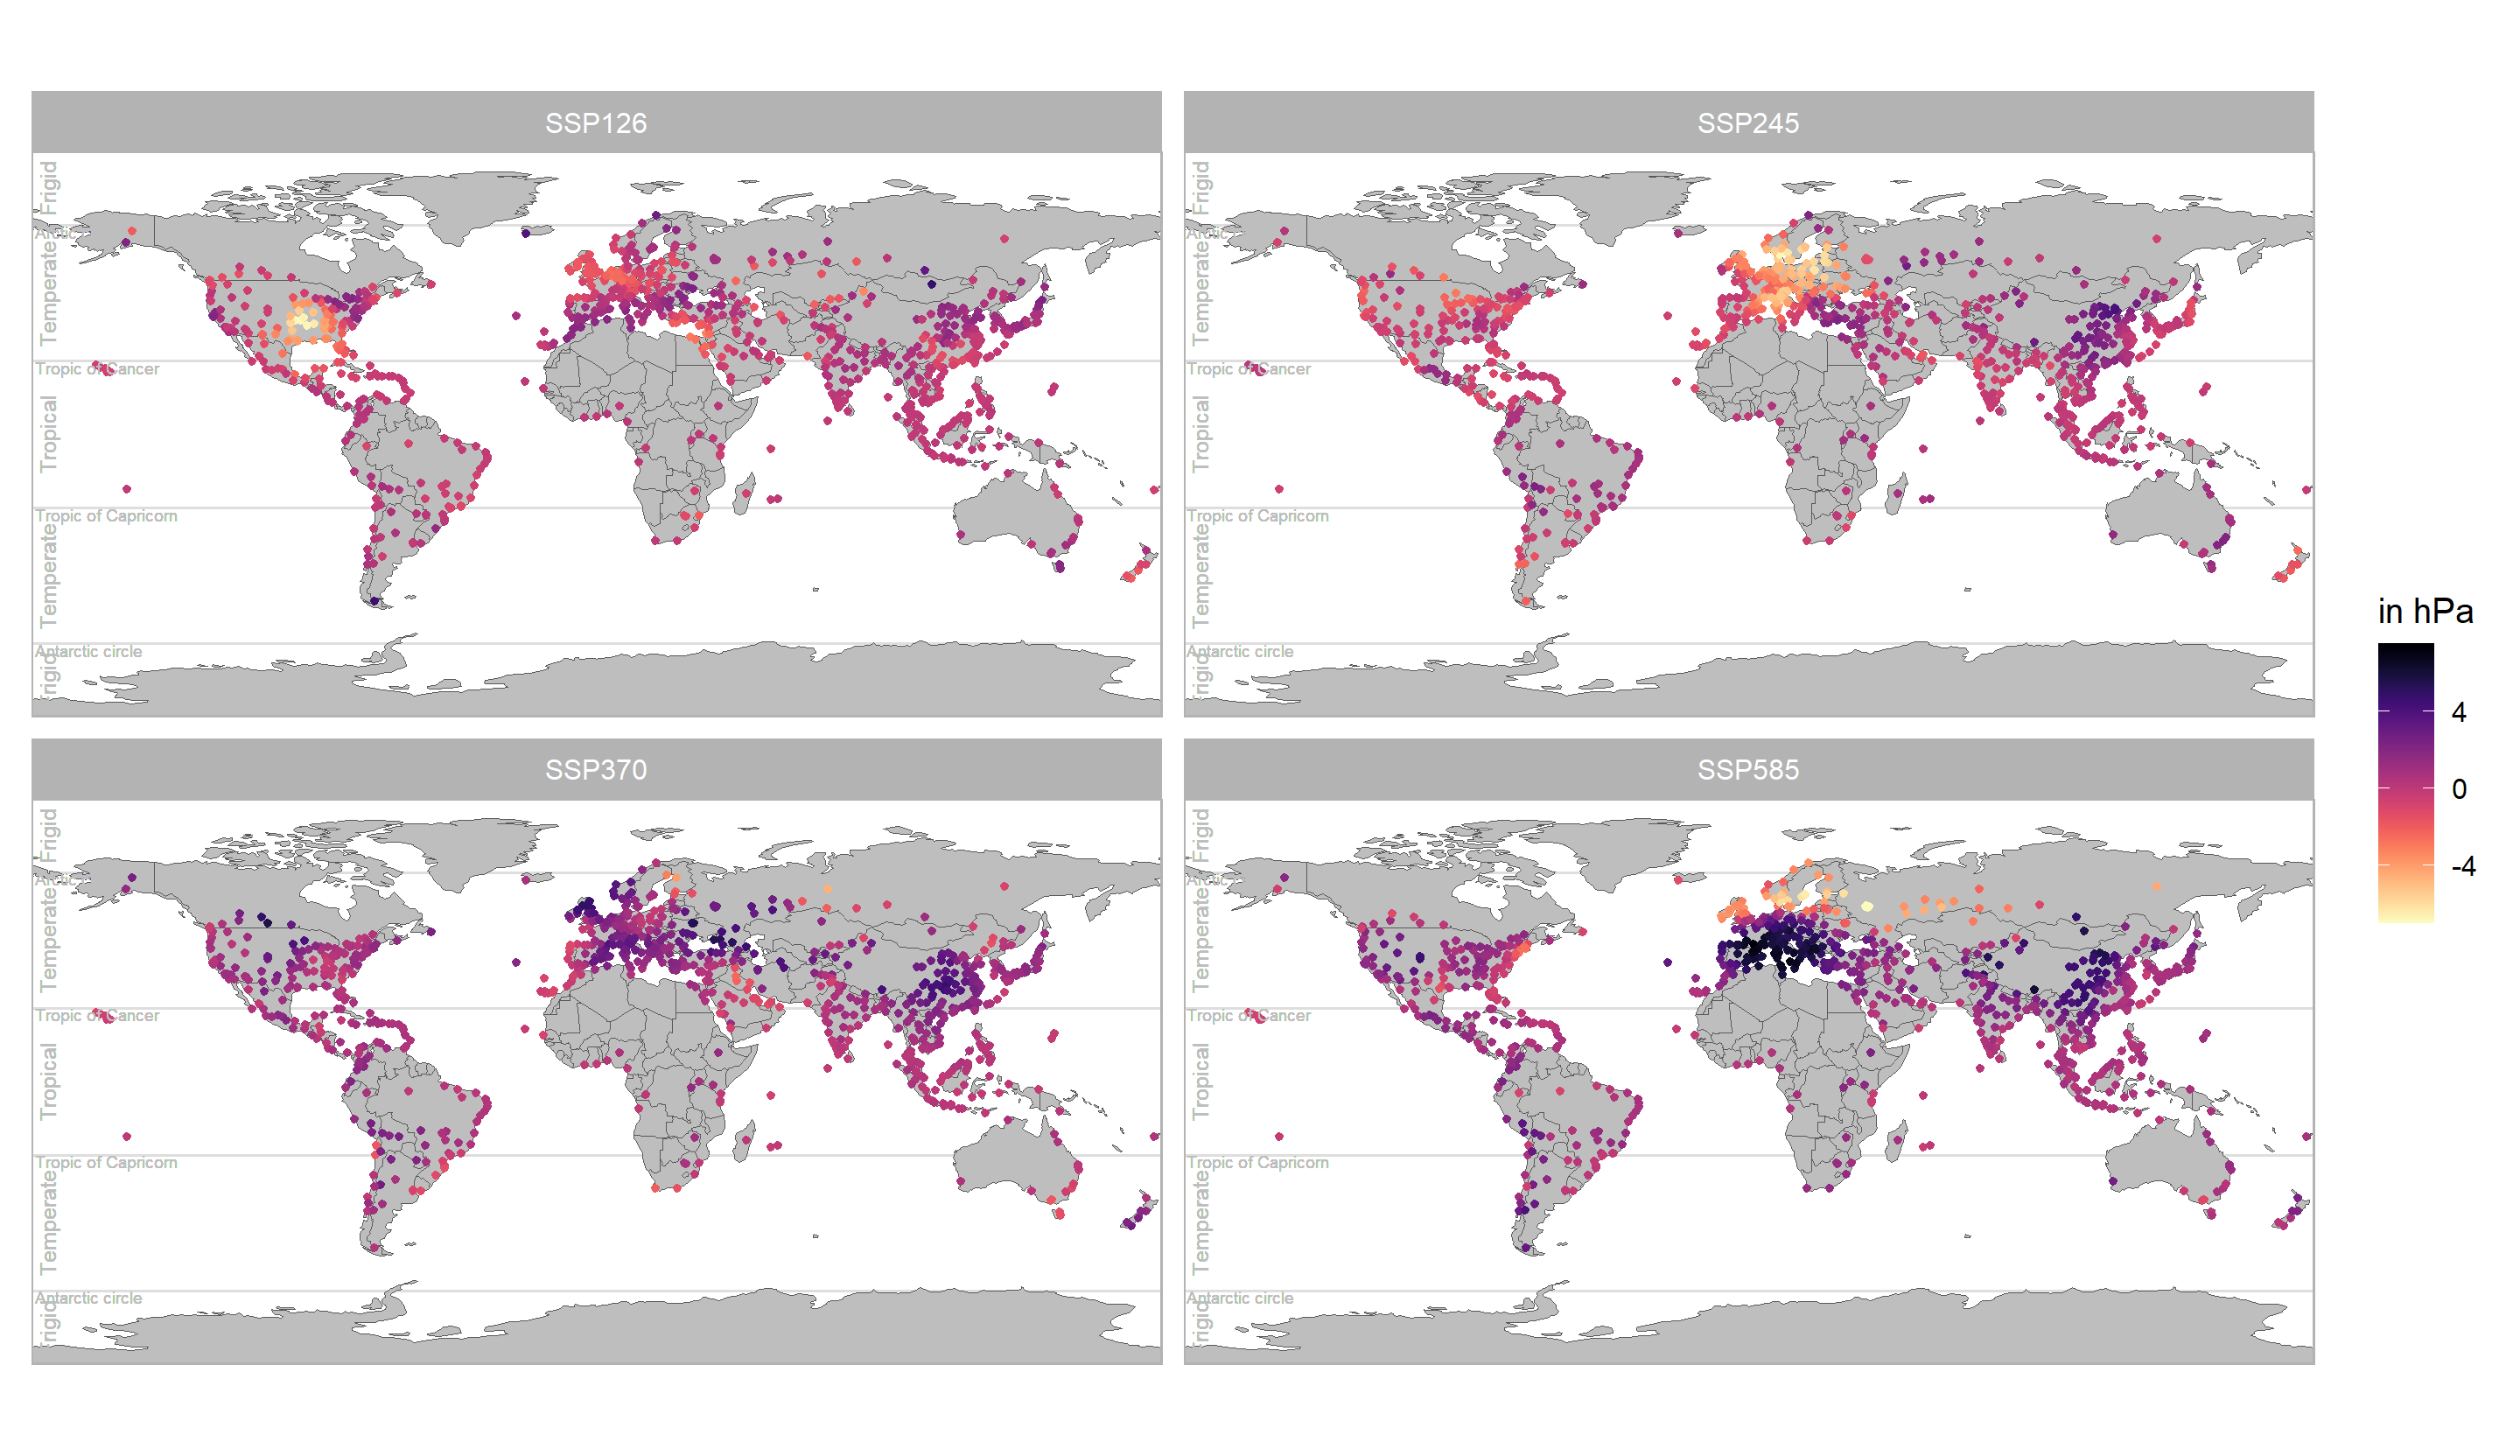 SSP126
Frigid
Arctic
Temperate
Tropic of Cancer
Tropical
Tropic of Capricorn
Temperate
Antarctic circle
Frigid
SSP245
Frigid
Arctic
Temperate
Tropic of Cancer
Tropical
Tropic of Capricorn
Temperate
Antarctic circle
Frigid
SSP370
Frigid
Arctic
Temperate
Tropic of Cancer
Tropical
Tropic of Capricorn
Temperate
Antarctic circle
Frigid
SSP585
Frigid
Arctic
Temperate
Tropic of Cancer
Tropical
Tropic of Capricorn
Temperate
Antarctic circle
Frigid
in hPa
4
0
-4